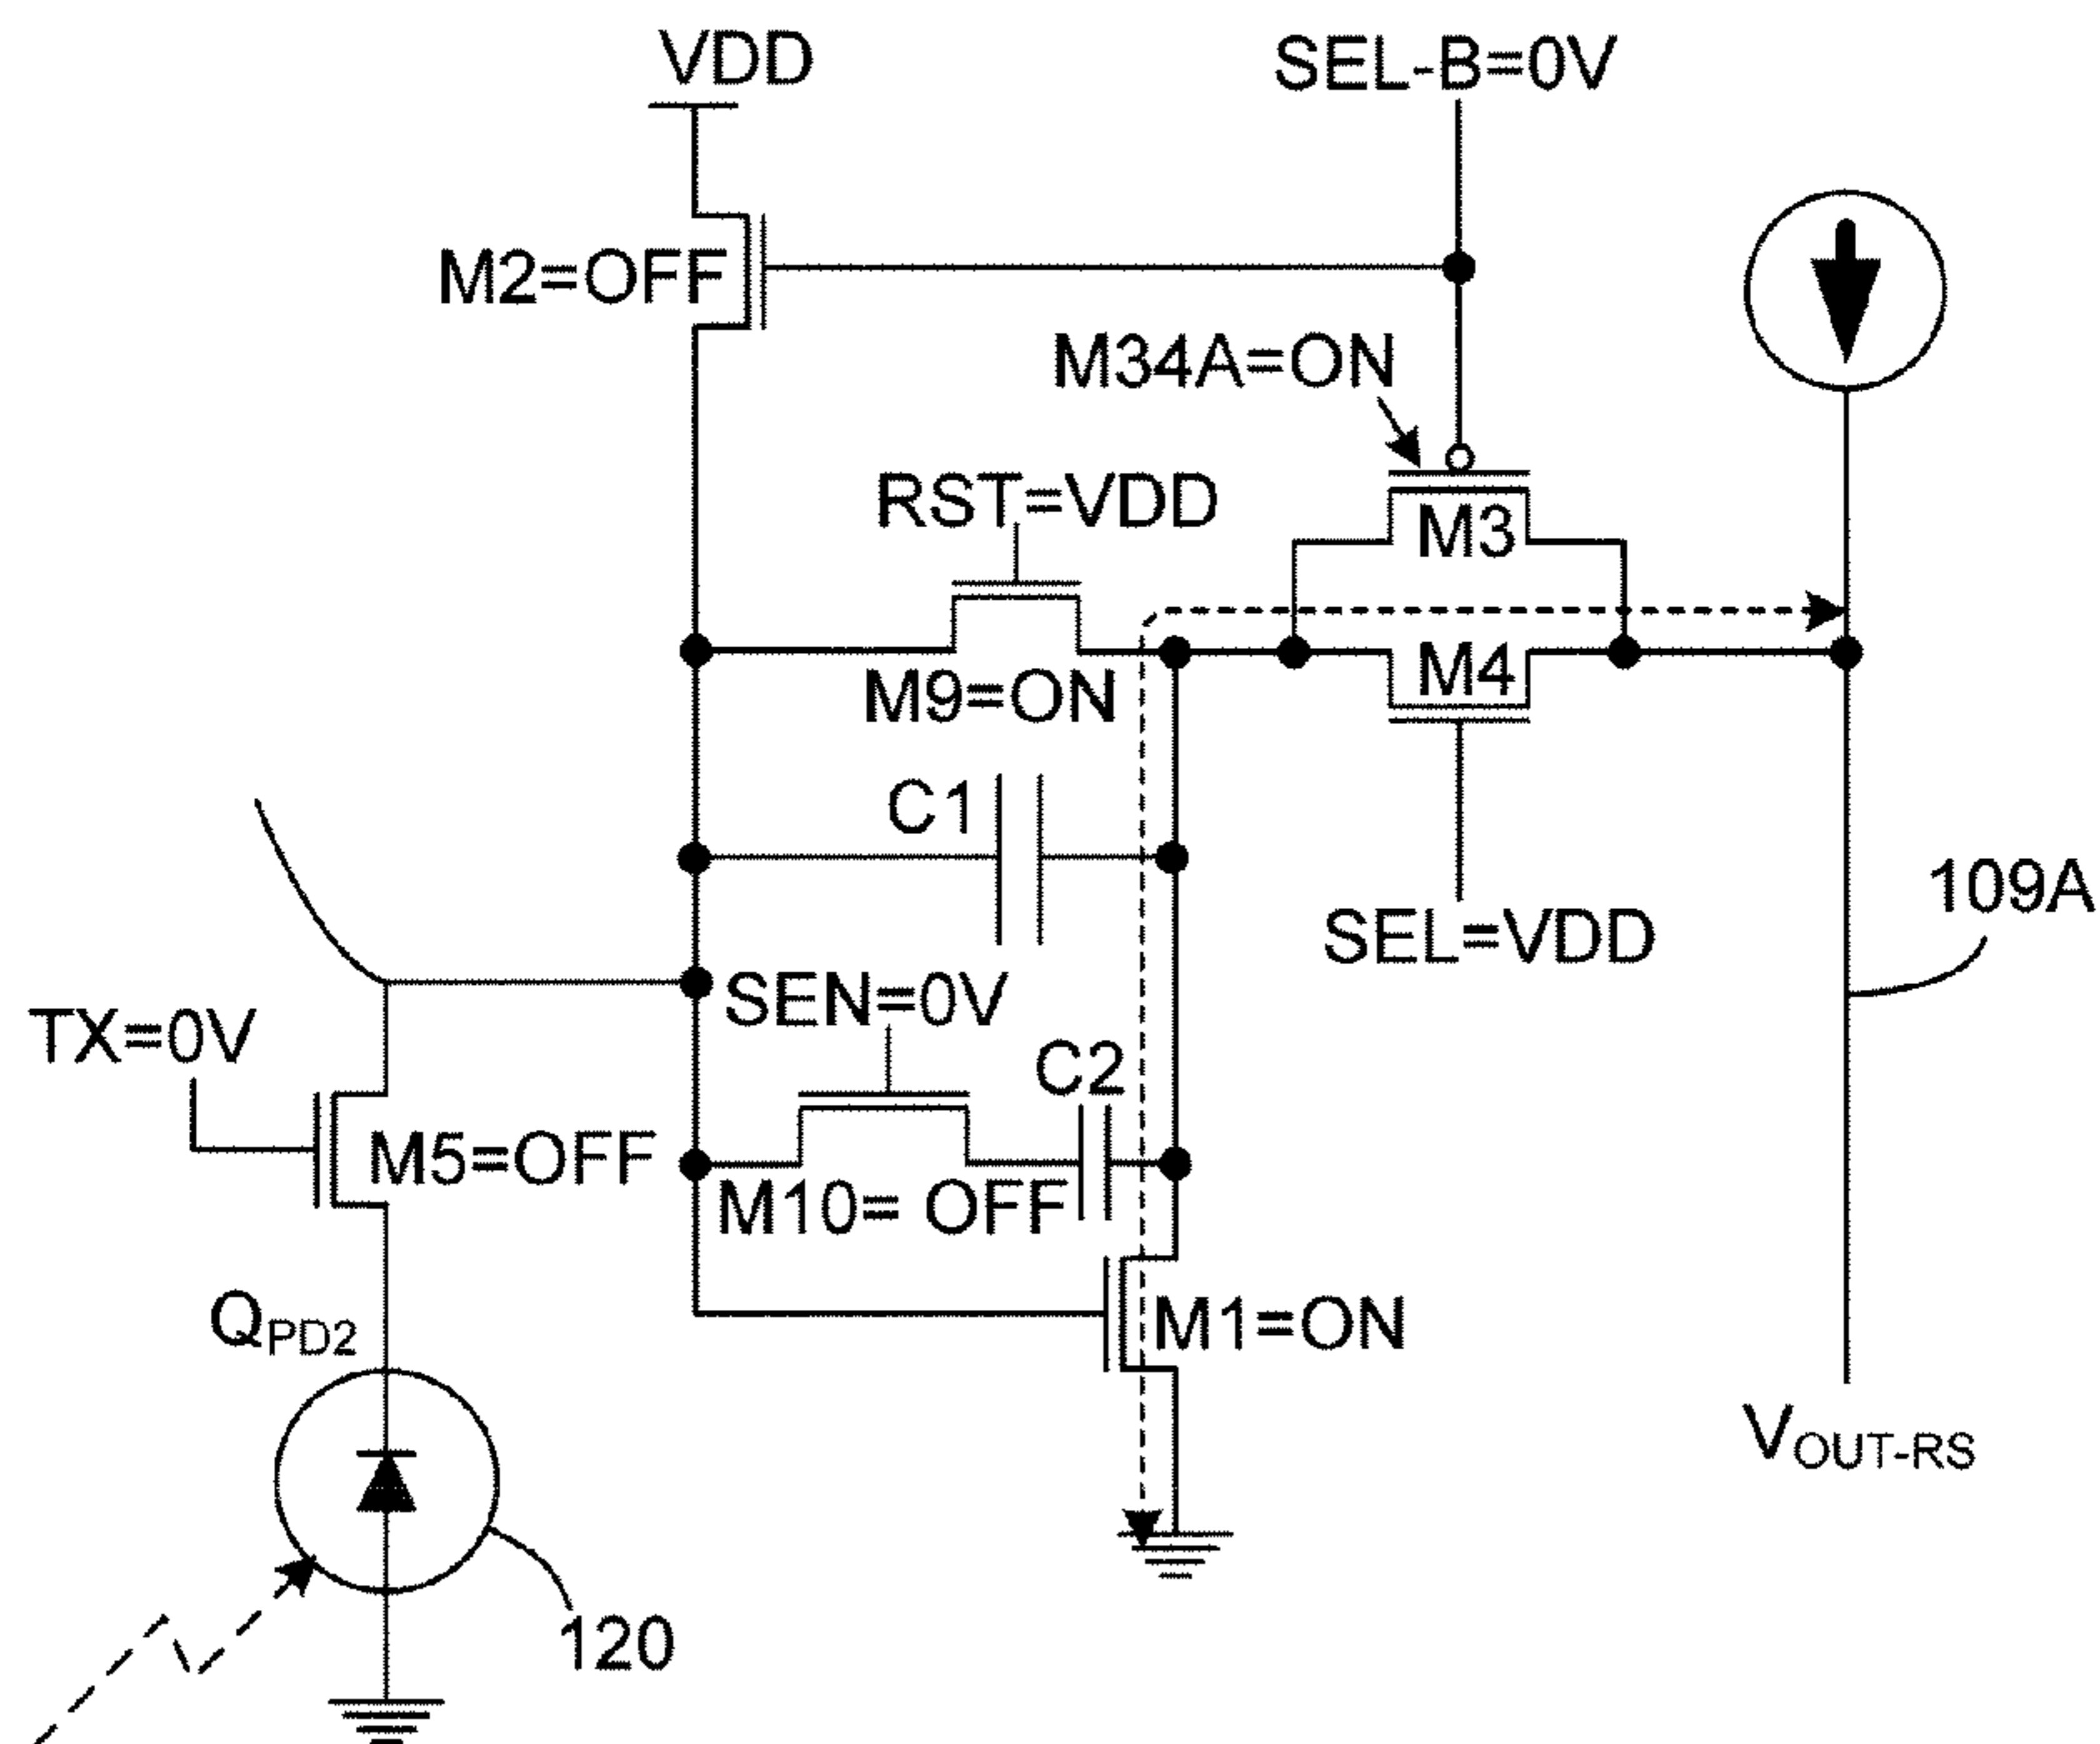 VDD
SEL-B=0V
M2=OFF
M34A=ON
RST=VDD
M3
M9=ON
M4
C1
SEL=VDD
109A
SEN=0V
TX=0V
C2
M5=OFF
M10= OFF
QPD2
M1=ON
VOUT-RS
120